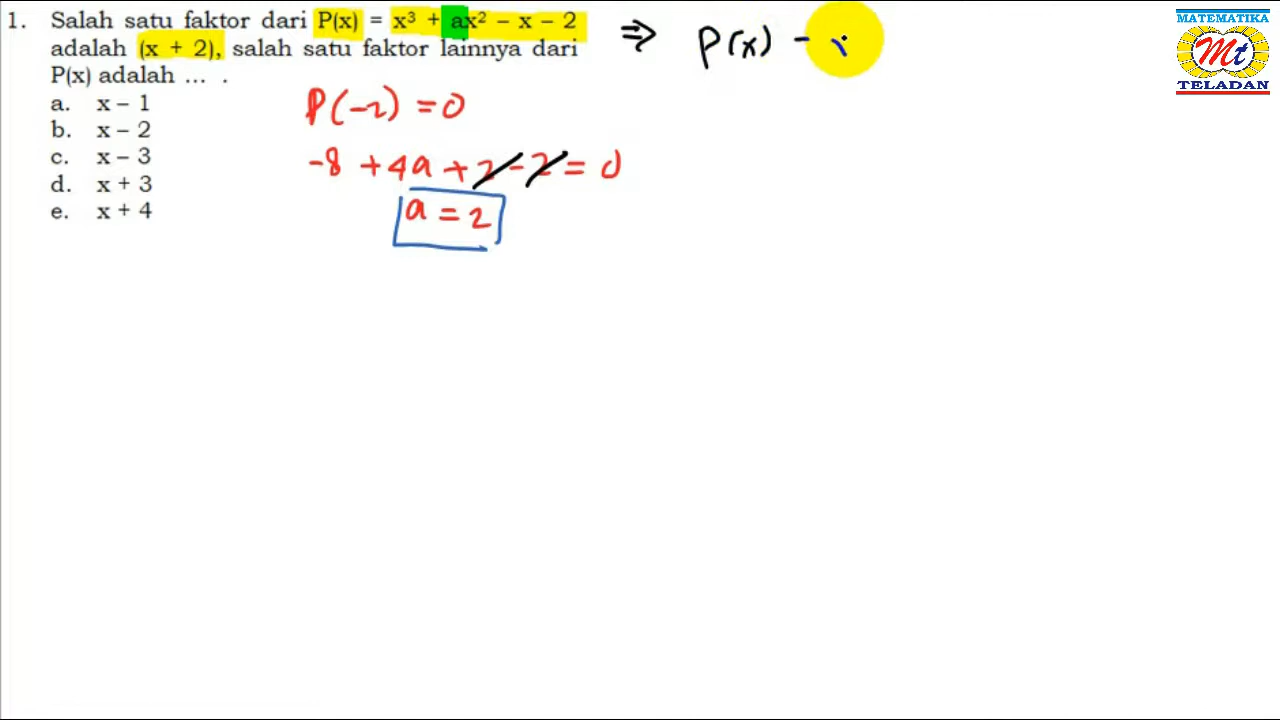 1. Salah satu faktor dari P(x) = x³ + ax² – x – 2
adalah (x + 2), salah satu faktor lainnya dari
P(x) adalah ... .
a. x – 1
b. x – 2
c. x – 3
d. x + 3
e. x + 4
P(-2) = 0
-8 + 4a + 2 - 2 = 0
a = 2
⇒ P(x) -
MATEMATIKA
Mt
TELADAN